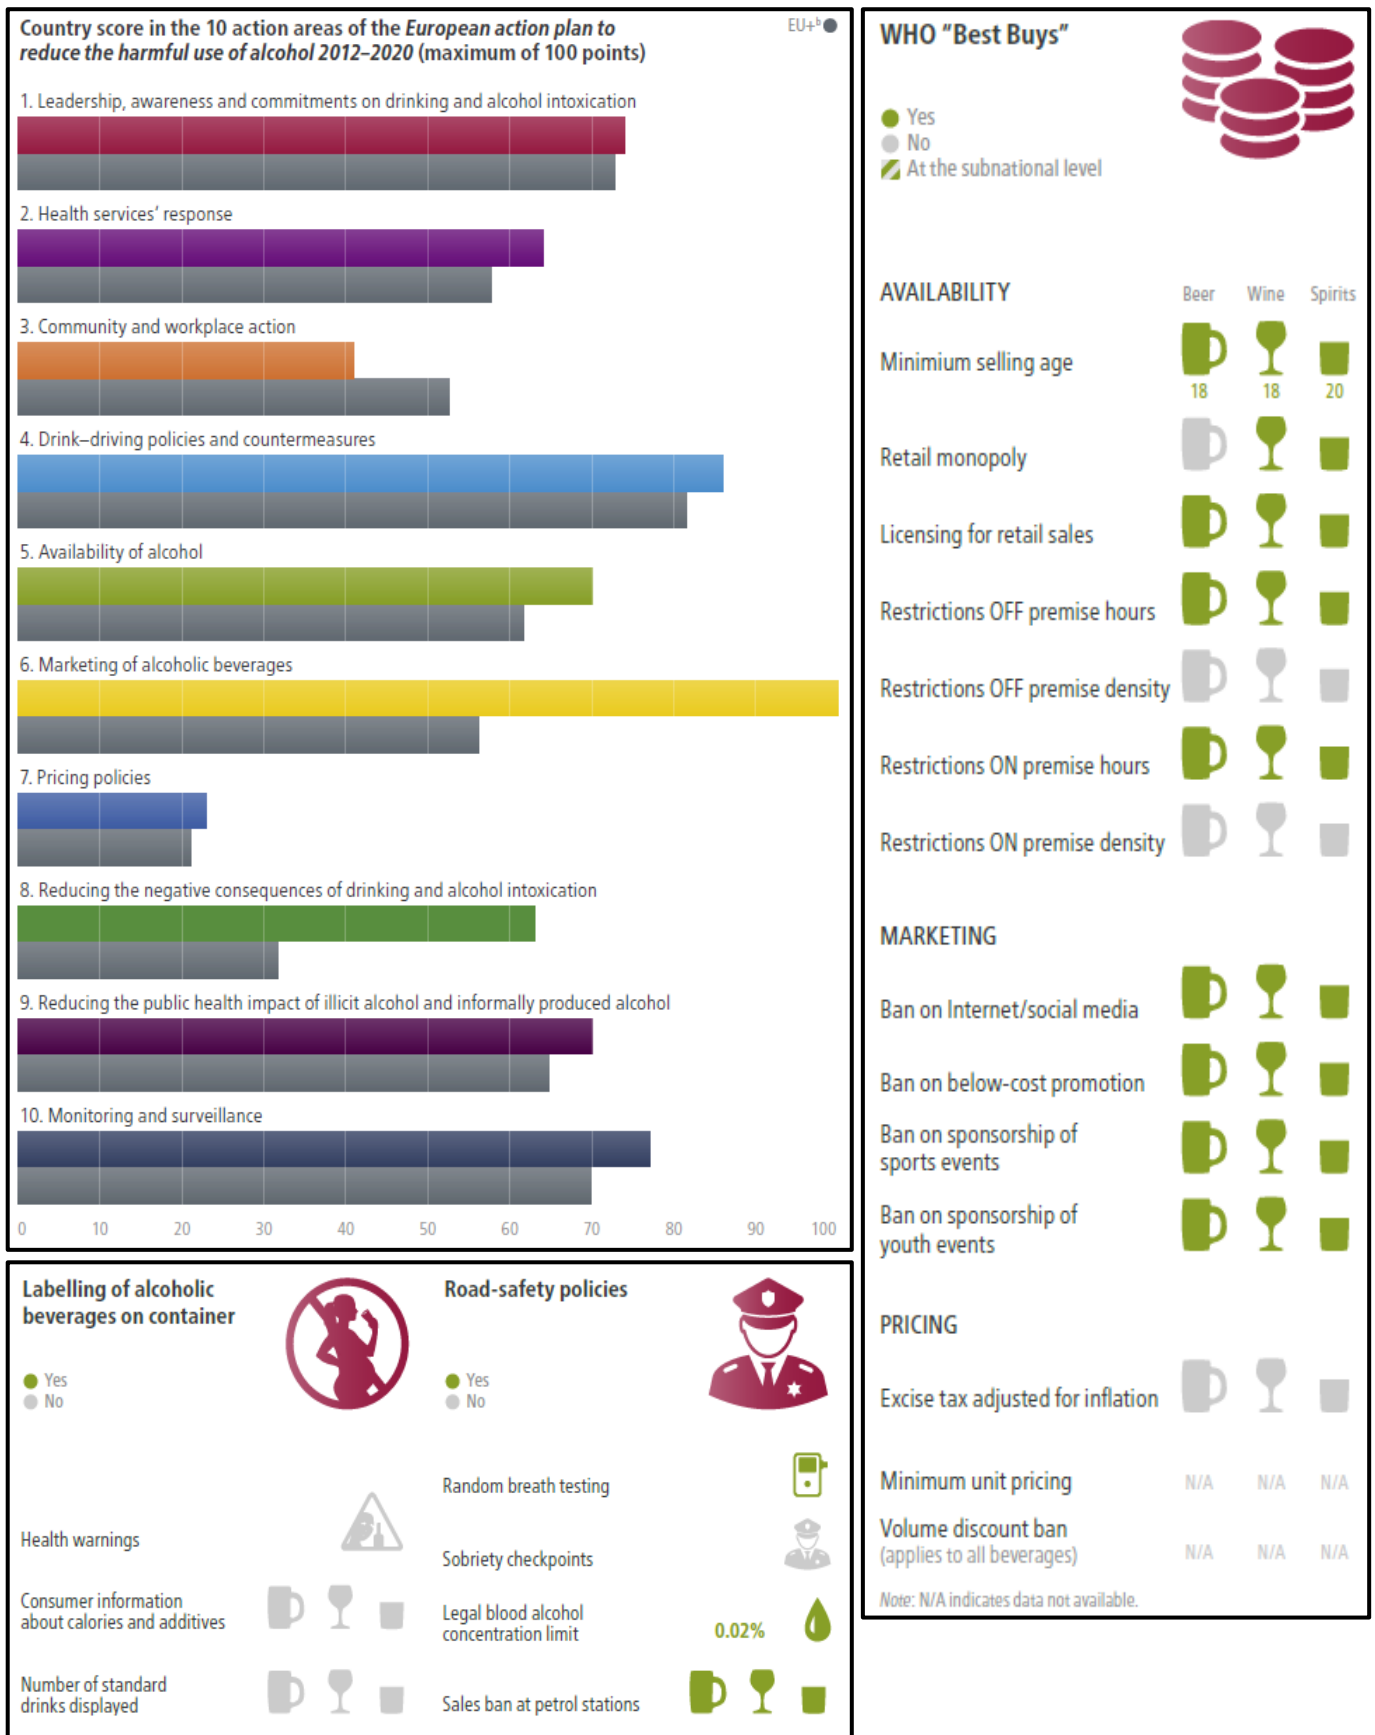 Country score in the 10 action areas of the European action plan to
reduce the harmful use of alcohol 2012–2020 (maximum of 100 points)
EU+ᵇ
1. Leadership, awareness and commitments on drinking and alcohol intoxication
2. Health services’ response
3. Community and workplace action
4. Drink–driving policies and countermeasures
5. Availability of alcohol
6. Marketing of alcoholic beverages
7. Pricing policies
8. Reducing the negative consequences of drinking and alcohol intoxication
9. Reducing the public health impact of illicit alcohol and informally produced alcohol
10. Monitoring and surveillance
0 10 20 30 40 50 60 70 80 90 100
Labelling of alcoholic
beverages on container
Yes
No
Health warnings
Consumer information
about calories and additives
Number of standard
drinks displayed
Road-safety policies
Yes
No
Random breath testing
Sobriety checkpoints
Legal blood alcohol
concentration limit
0.02%
Sales ban at petrol stations
WHO “Best Buys”
Yes
No
At the subnational level
AVAILABILITY Beer Wine Spirits
Minimum selling age
18 18 20
Retail monopoly
Licensing for retail sales
Restrictions OFF premise hours
Restrictions OFF premise density
Restrictions ON premise hours
Restrictions ON premise density
MARKETING
Ban on Internet/social media
Ban on below-cost promotion
Ban on sponsorship of
sports events
Ban on sponsorship of
youth events
PRICING
Excise tax adjusted for inflation
Minimum unit pricing N/A N/A N/A
Volume discount ban
(applies to all beverages) N/A N/A N/A
Note: N/A indicates data not available.